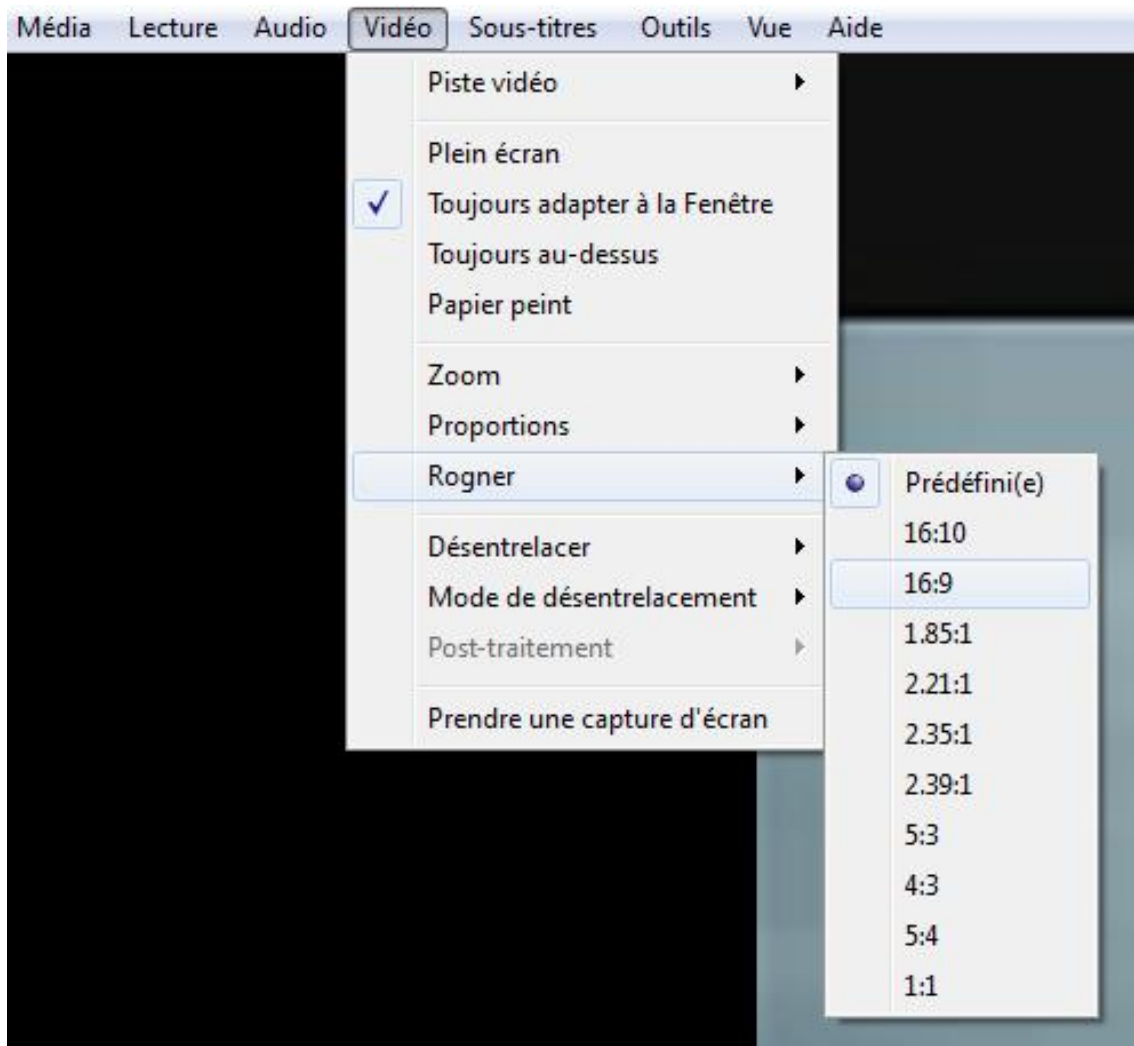 Média Lecture Audio Vidéo Sous-titres Outils Vue Aide
Piste vidéo
Plein écran
Toujours adapter à la Fenêtre
Toujours au-dessus
Papier peint
Zoom
Proportions
Rogner
Désentrelacer
Mode de désentrelacement
Post-traitement
Prendre une capture d'écran
Prédéfini(e)
16:10
16:9
1.85:1
2.21:1
2.35:1
2.39:1
5:3
4:3
5:4
1:1